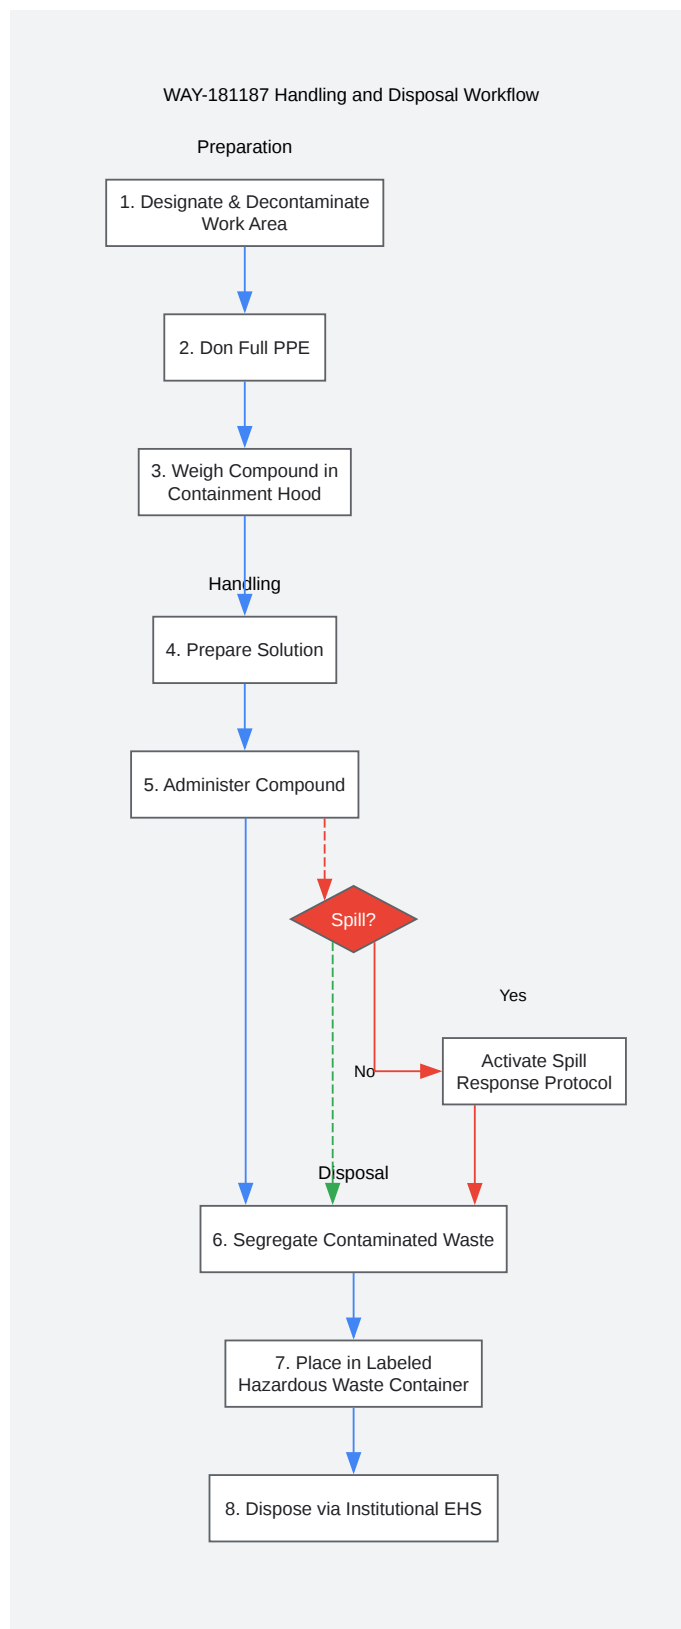 WAY-181187 Handling and Disposal Workflow
Preparation
1. Designate & Decontaminate
Work Area
2. Don Full PPE
3. Weigh Compound in
Containment Hood
Handling
4. Prepare Solution
5. Administer Compound
Spill?
Yes
Activate Spill
Response Protocol
No
Disposal
6. Segregate Contaminated Waste
7. Place in Labeled
Hazardous Waste Container
8. Dispose via Institutional EHS